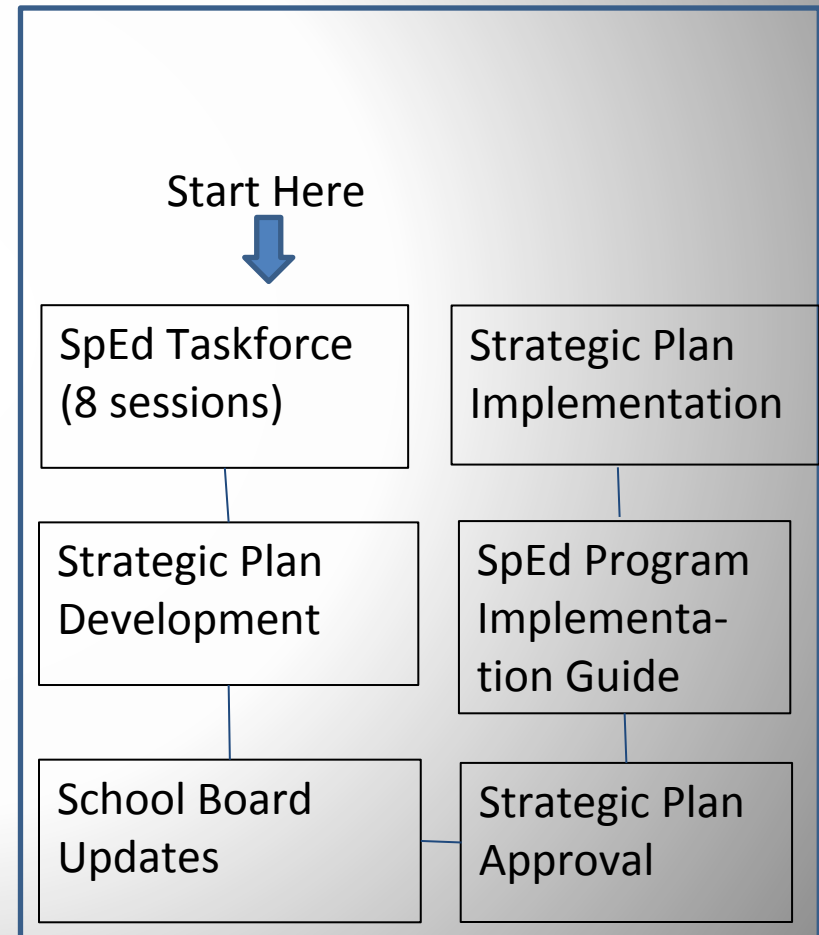 Start Here
SpEd Taskforce
(8 sessions)
Strategic Plan
Development
School Board
Updates
Strategic Plan
Approval
SpEd Program
Implementa-
tion Guide
Strategic Plan
Implementation